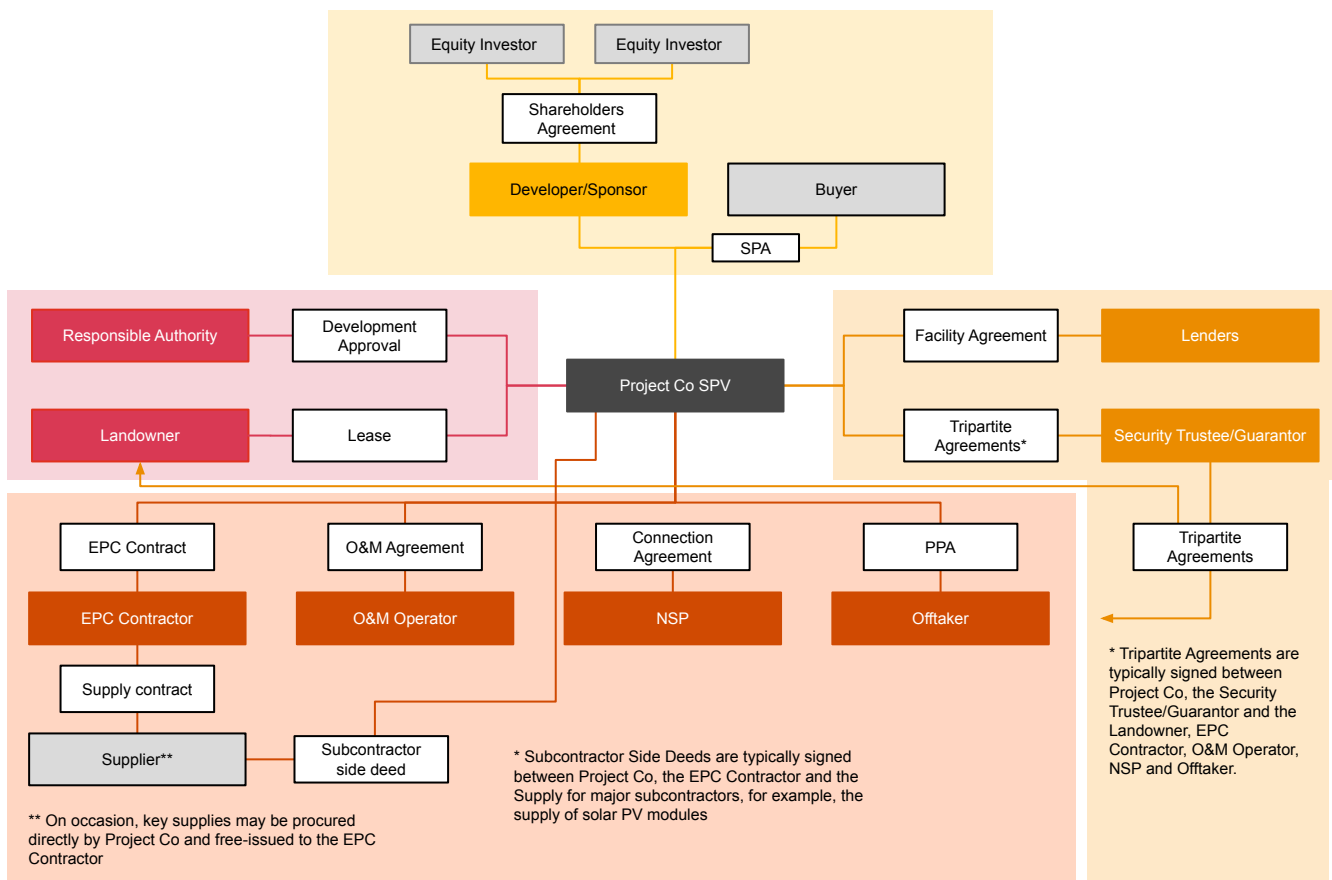 Equity Investor
Equity Investor
Shareholders
Agreement
Developer/Sponsor
Buyer
SPA
Responsible Authority
Development
Approval
Facility Agreement
Lenders
Project Co SPV
Landowner
Lease
Tripartite
Agreements*
Security Trustee/Guarantor
EPC Contract
O&M Agreement
Connection
Agreement
PPA
Tripartite
Agreements
EPC Contractor
O&M Operator
NSP
Offtaker
* Tripartite Agreements are
typically signed between
Project Co, the Security
Trustee/Guarantor and the
Landowner, EPC
Contractor, O&M Operator,
NSP and Offtaker.
Supply contract
Supplier**
Subcontractor
side deed
* Subcontractor Side Deeds are typically signed
between Project Co, the EPC Contractor and the
Supply for major subcontractors, for example, the
supply of solar PV modules
** On occasion, key supplies may be procured
directly by Project Co and free-issued to the EPC
Contractor